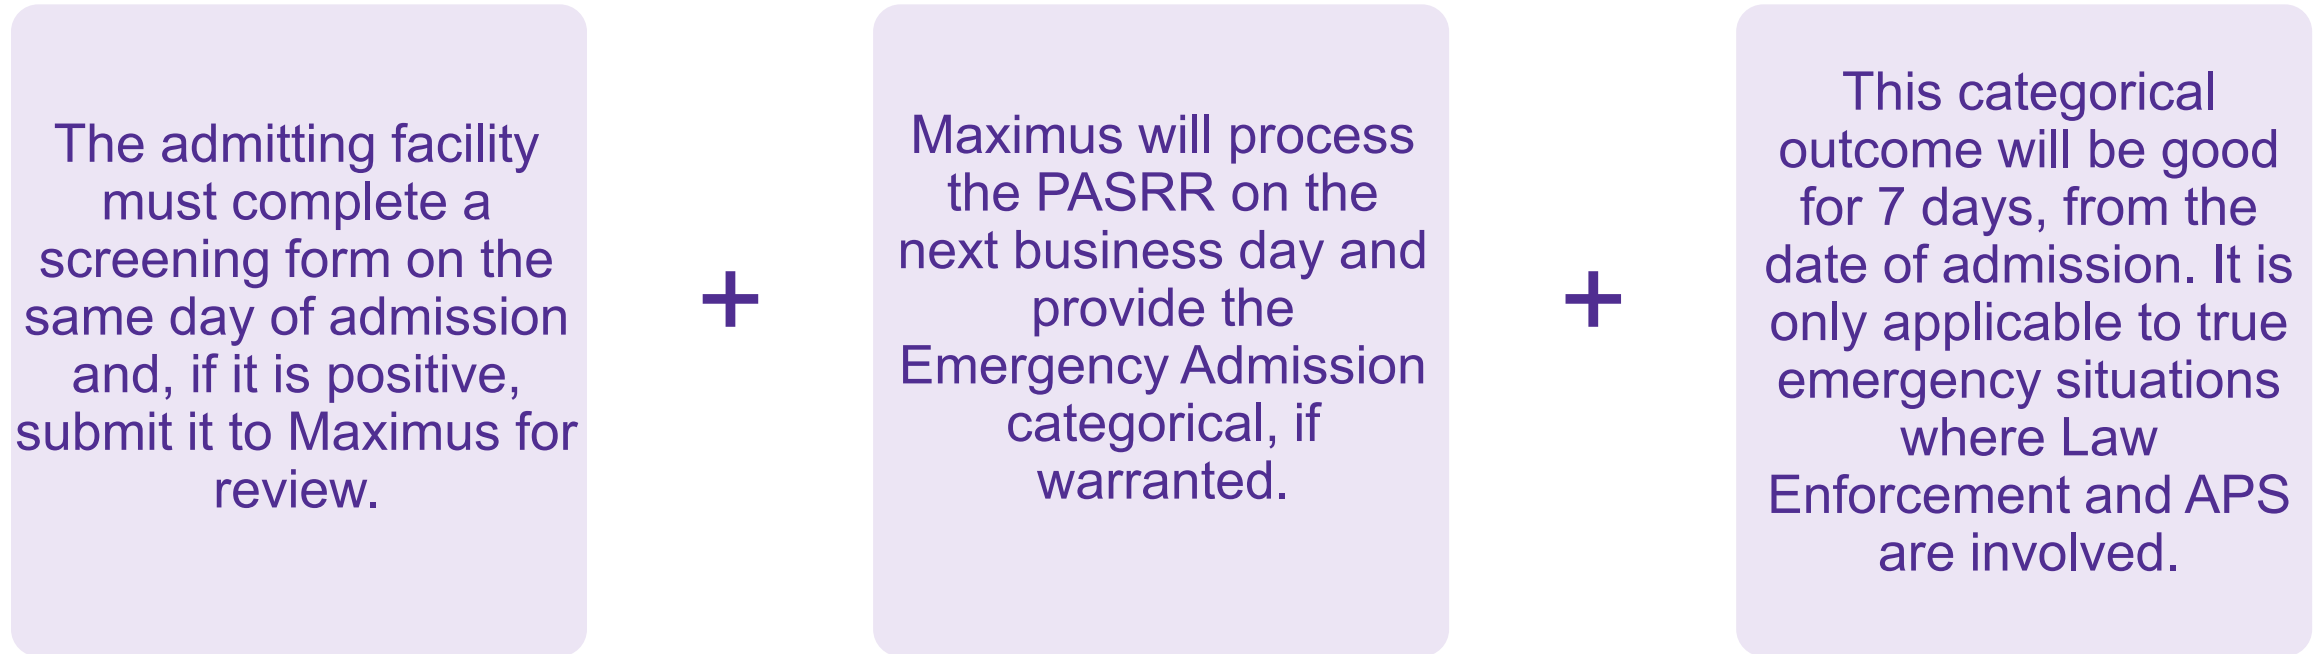 The admitting facility
must complete a
screening form on the
same day of admission
and, if it is positive,
submit it to Maximus for
review.
+
Maximus will process
the PASRR on the
next business day and
provide the
Emergency Admission
categorical, if
warranted.
+
This categorical
outcome will be good
for 7 days, from the
date of admission. It is
only applicable to true
emergency situations
where Law
Enforcement and APS
are involved.